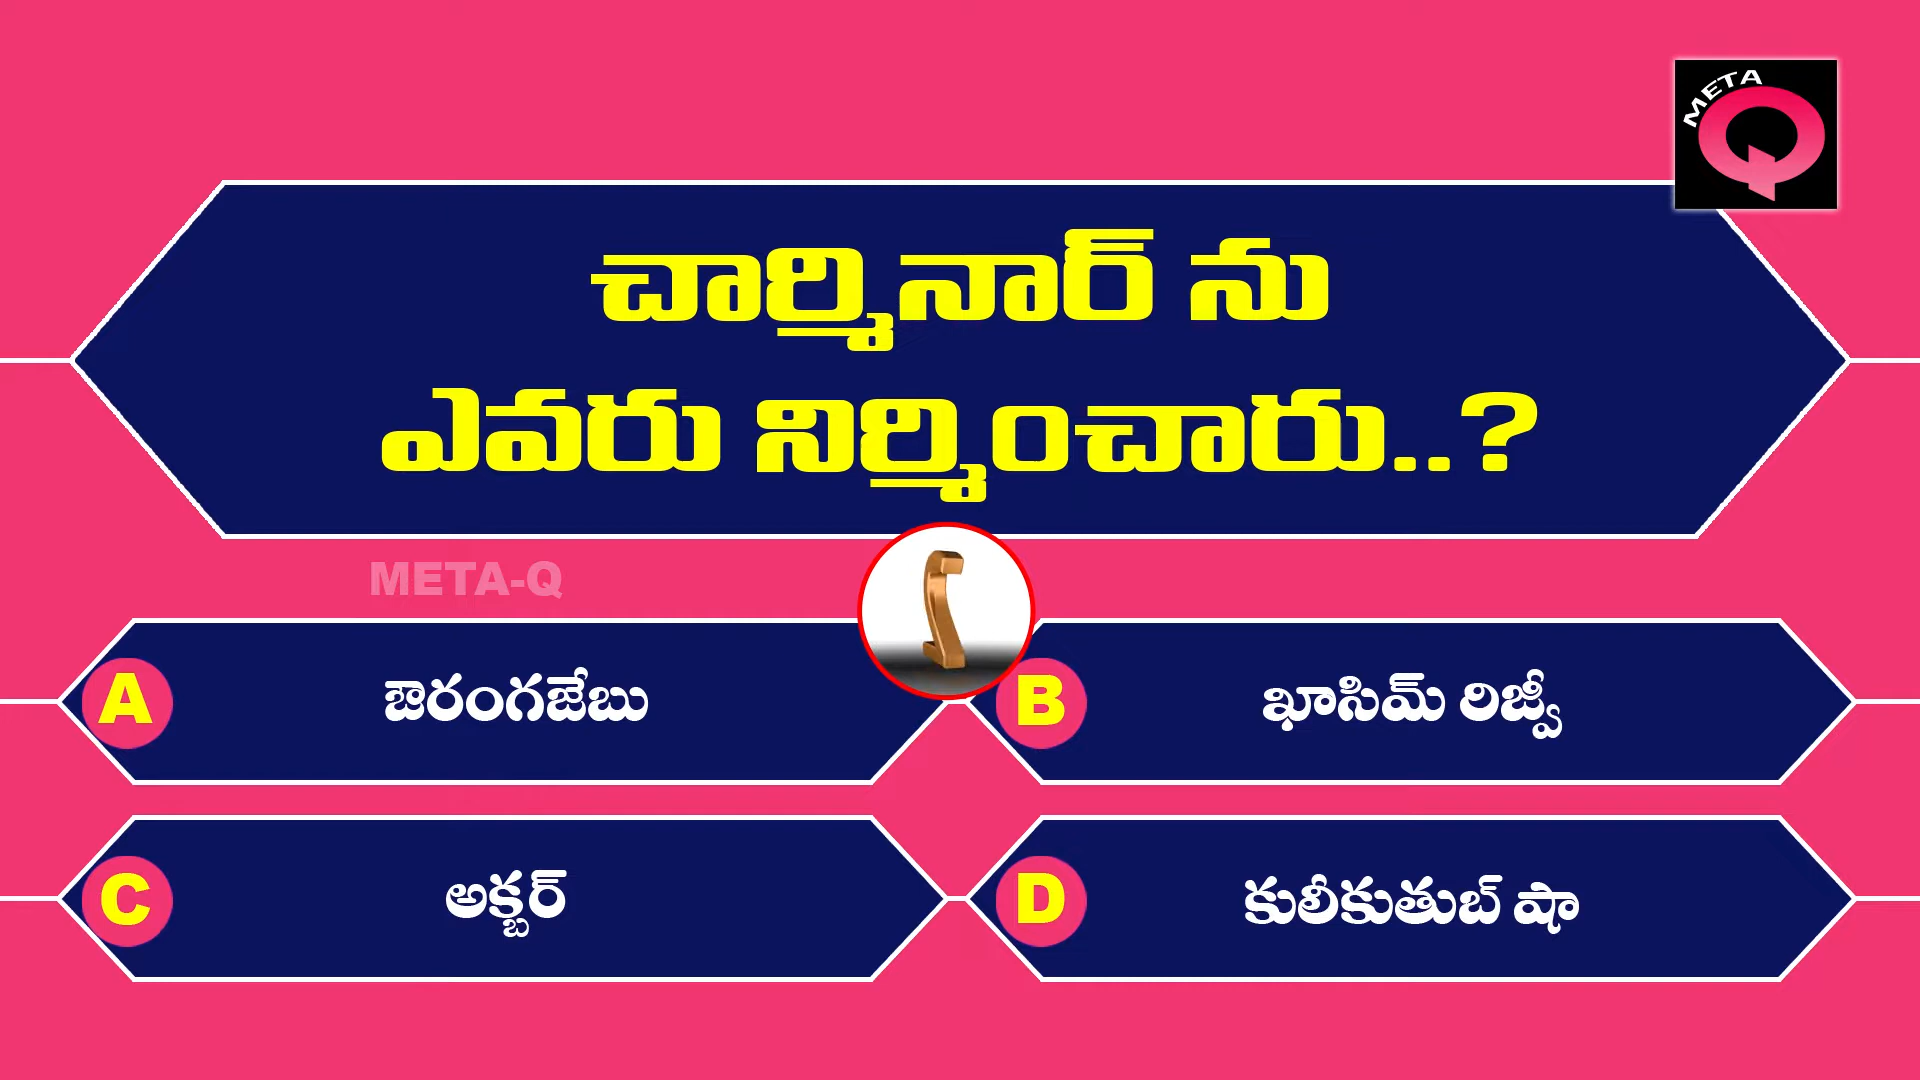 META
Q
చార్మినార్ ను
ఎవరు నిర్మించారు..?
META-Q
A
ఔరంగజేబు
B
ఖాసిమ్ రిజ్వీ
C
అక్బర్
D
కులీకుతుబ్ షా